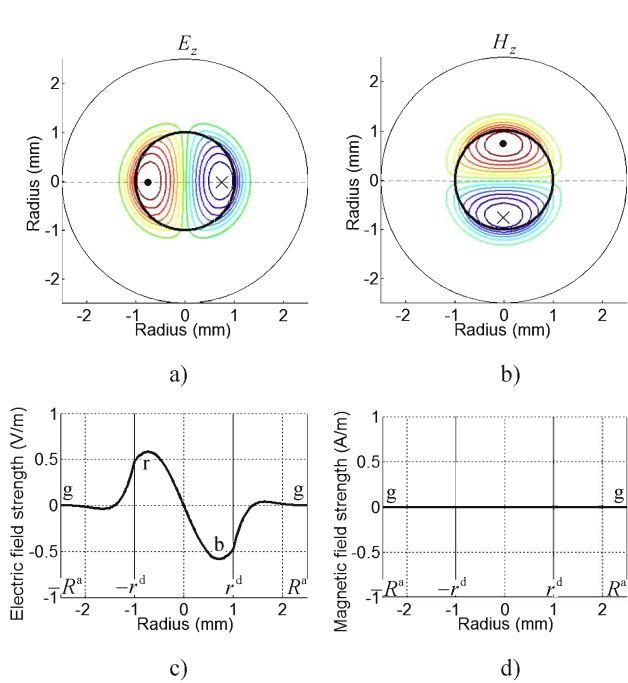 E_z
H_z
Radius (mm)
2
1
0
-1
-2
-2 -1 0 1 2
Radius (mm)
a)
Radius (mm)
2
1
0
-1
-2
-2 -1 0 1 2
Radius (mm)
b)
Electric field strength (V/m)
1
0.5
0
-0.5
-1
g
r
b
g
−R^a
−r^d
r^d
R^a
-2 -1 0 1 2
Radius (mm)
c)
Magnetic field strength (A/m)
1
0.5
0
-0.5
-1
g
g
−R^a
−r^d
r^d
R^a
-2 -1 0 1 2
Radius (mm)
d)